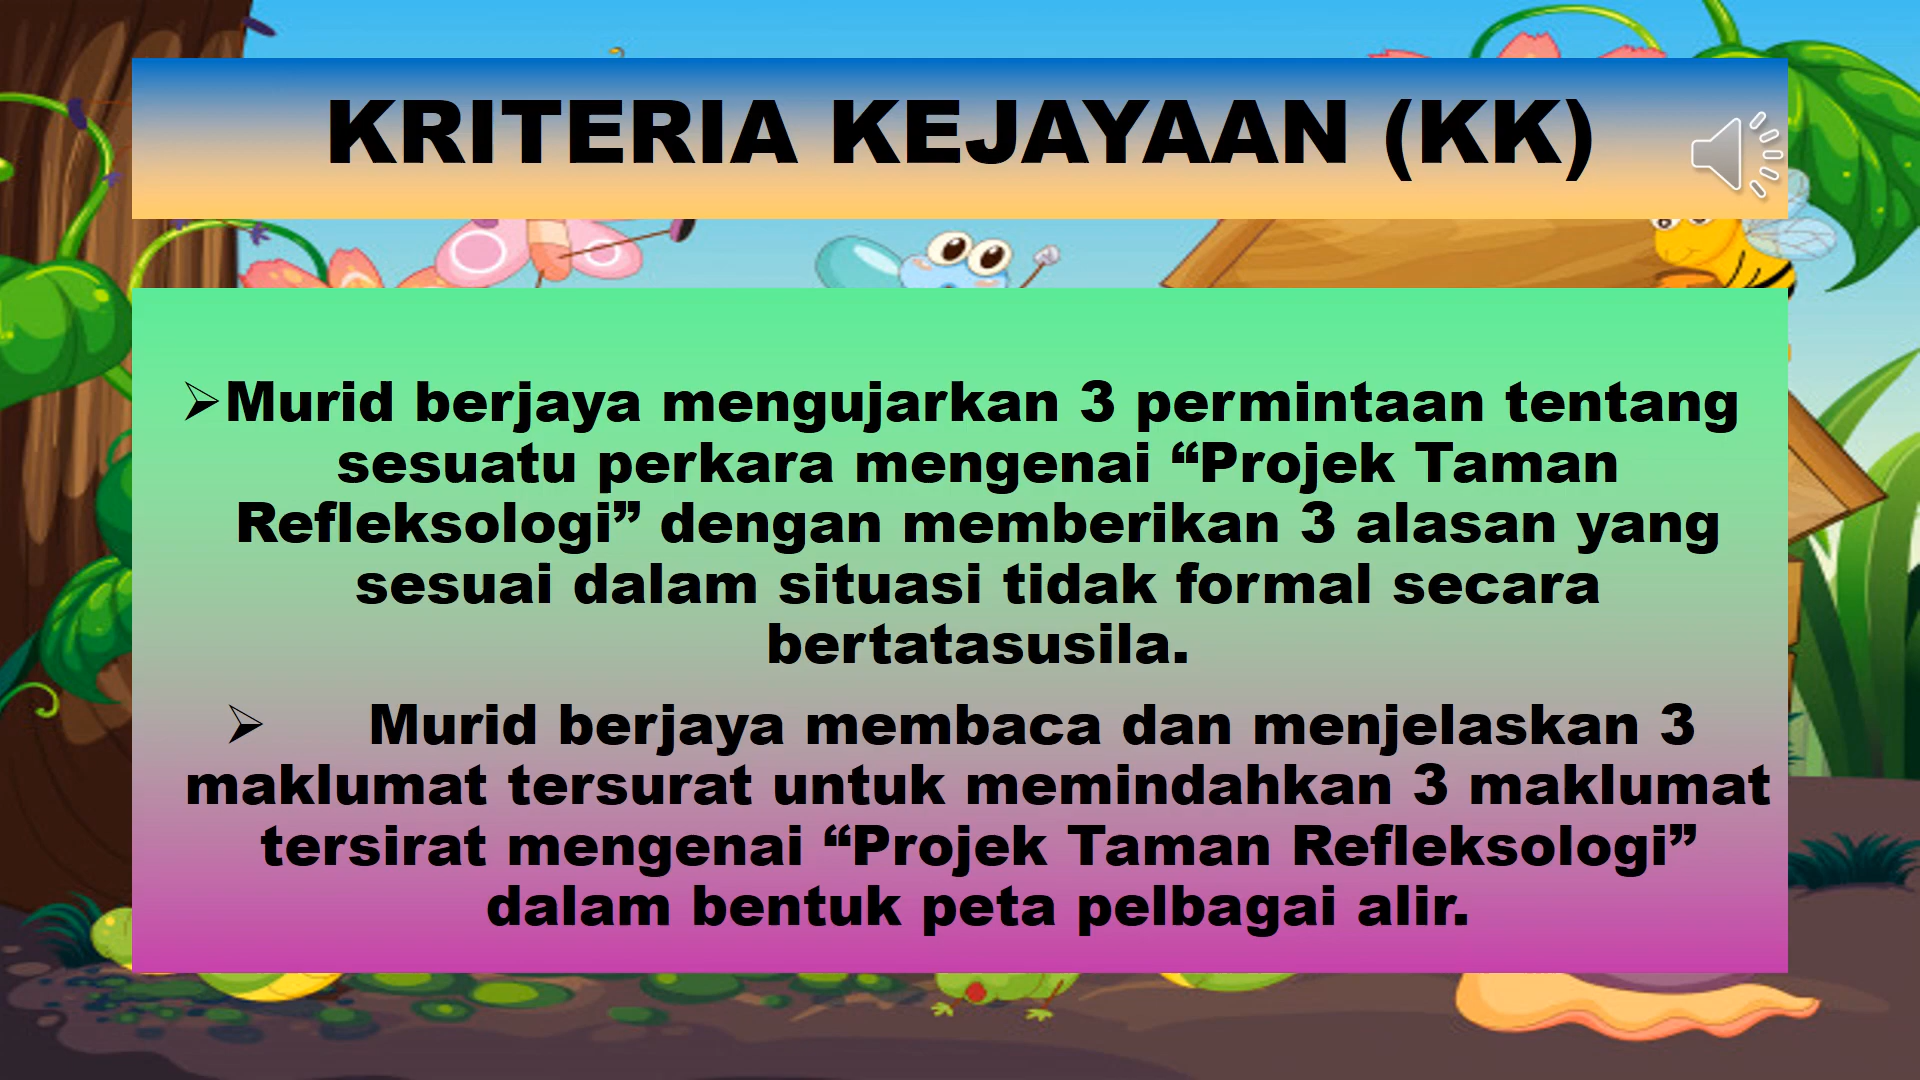 KRITERIA KEJAYAAN (KK)
➢Murid berjaya mengujarkan 3 permintaan tentang
sesuatu perkara mengenai “Projek Taman
Refleksologi” dengan memberikan 3 alasan yang
sesuai dalam situasi tidak formal secara
bertatasusila.
➢ Murid berjaya membaca dan menjelaskan 3
maklumat tersurat untuk memindahkan 3 maklumat
tersirat mengenai “Projek Taman Refleksologi”
dalam bentuk peta pelbagai alir.